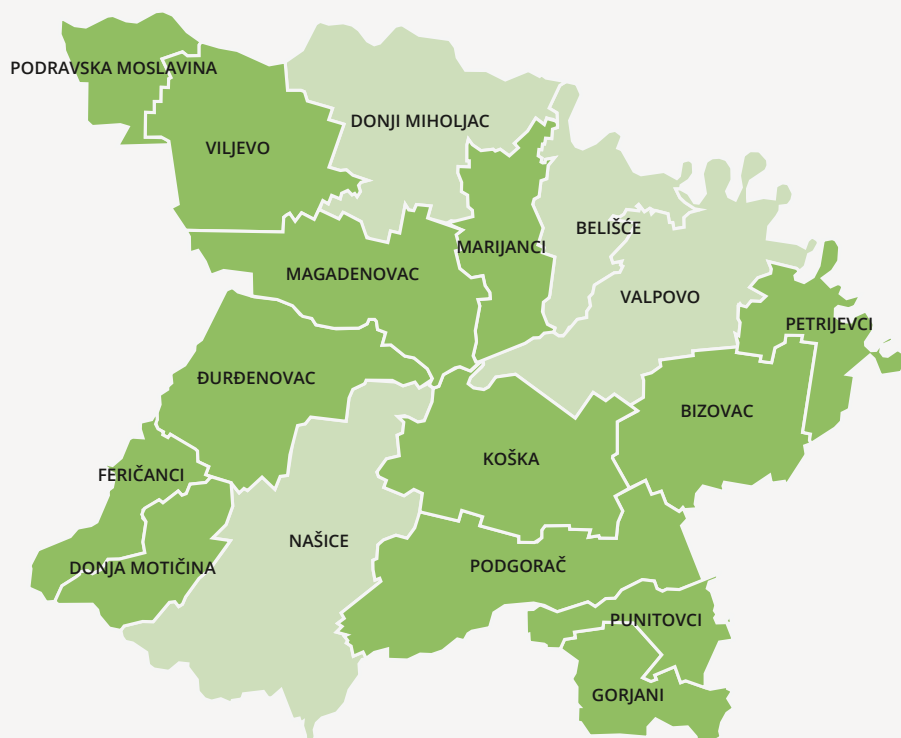 PODRAVSKA MOSLAVINA
DONJI MIHOLJAC
VILJEVO
BELIŠĆE
MARIJANCI
MAGADENOVAC
VALPOVO
PETRIJEVCI
ĐURĐENOVAC
BIZOVAC
KOŠKA
FERIČANCI
NAŠICE
PODGORAČ
DONJA MOTIČINA
PUNITOVCI
GORJANI